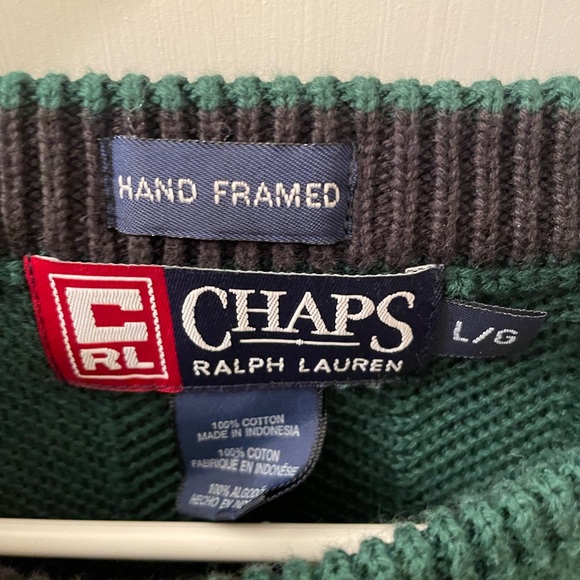 HAND FRAMED
C
RL
CHAPS
RALPH LAUREN
L/G
100% COTTON
MADE IN INDONESIA
100% COTON
FABRIQUÉ EN INDONÉSIE
100%
HECHO EN